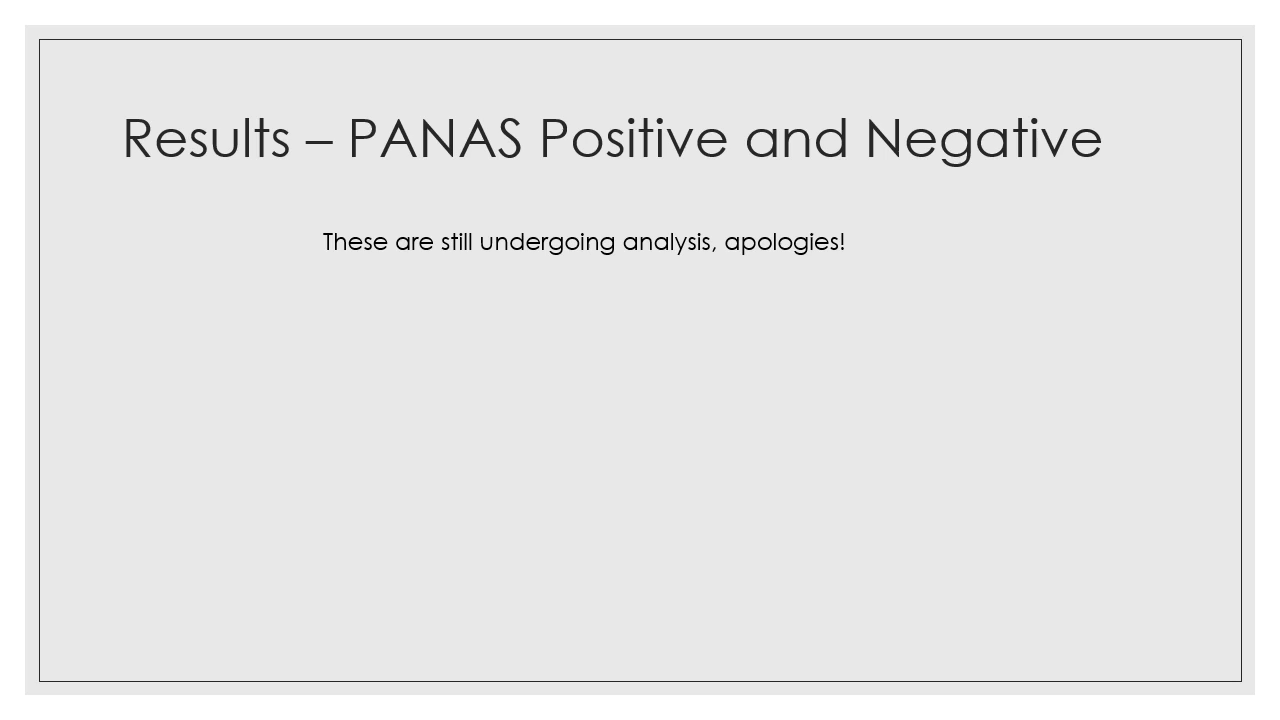 Results – PANAS Positive and Negative
These are still undergoing analysis, apologies!